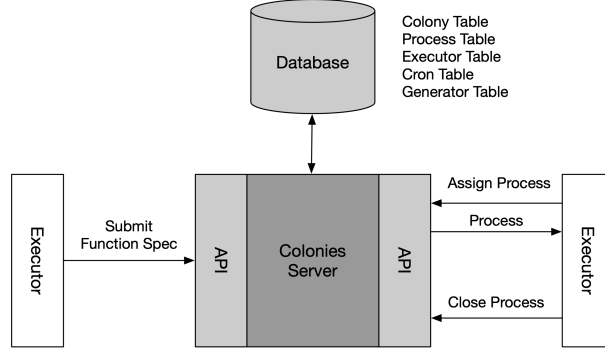 Database
Colony Table
Process Table
Executor Table
Cron Table
Generator Table
Executor
Submit
Function Spec
API
Colonies
Server
API
Assign Process
Process
Close Process
Executor